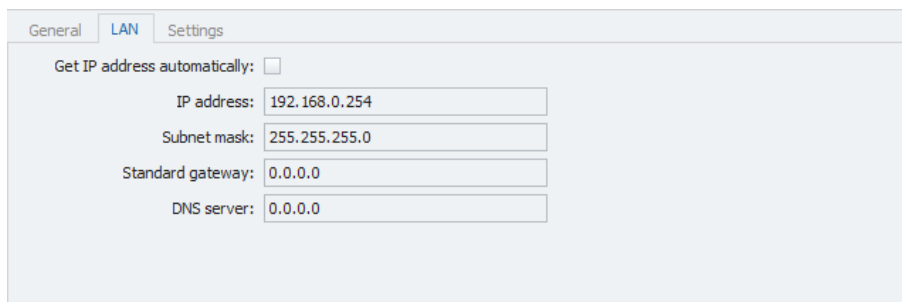 General LAN Settings
Get IP address automatically:
IP address: 192.168.0.254
Subnet mask: 255.255.255.0
Standard gateway: 0.0.0.0
DNS server: 0.0.0.0